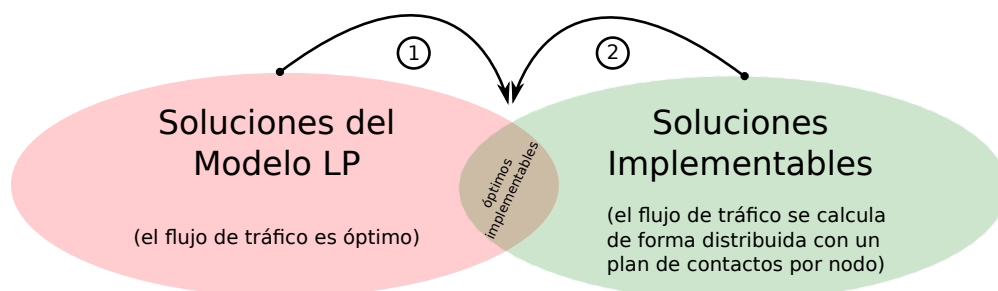 1
2
Soluciones del
Modelo LP
(el flujo de tráfico es óptimo)
óptimos
implementables
Soluciones
Implementables
(el flujo de tráfico se calcula
de forma distribuida con un
plan de contactos por nodo)